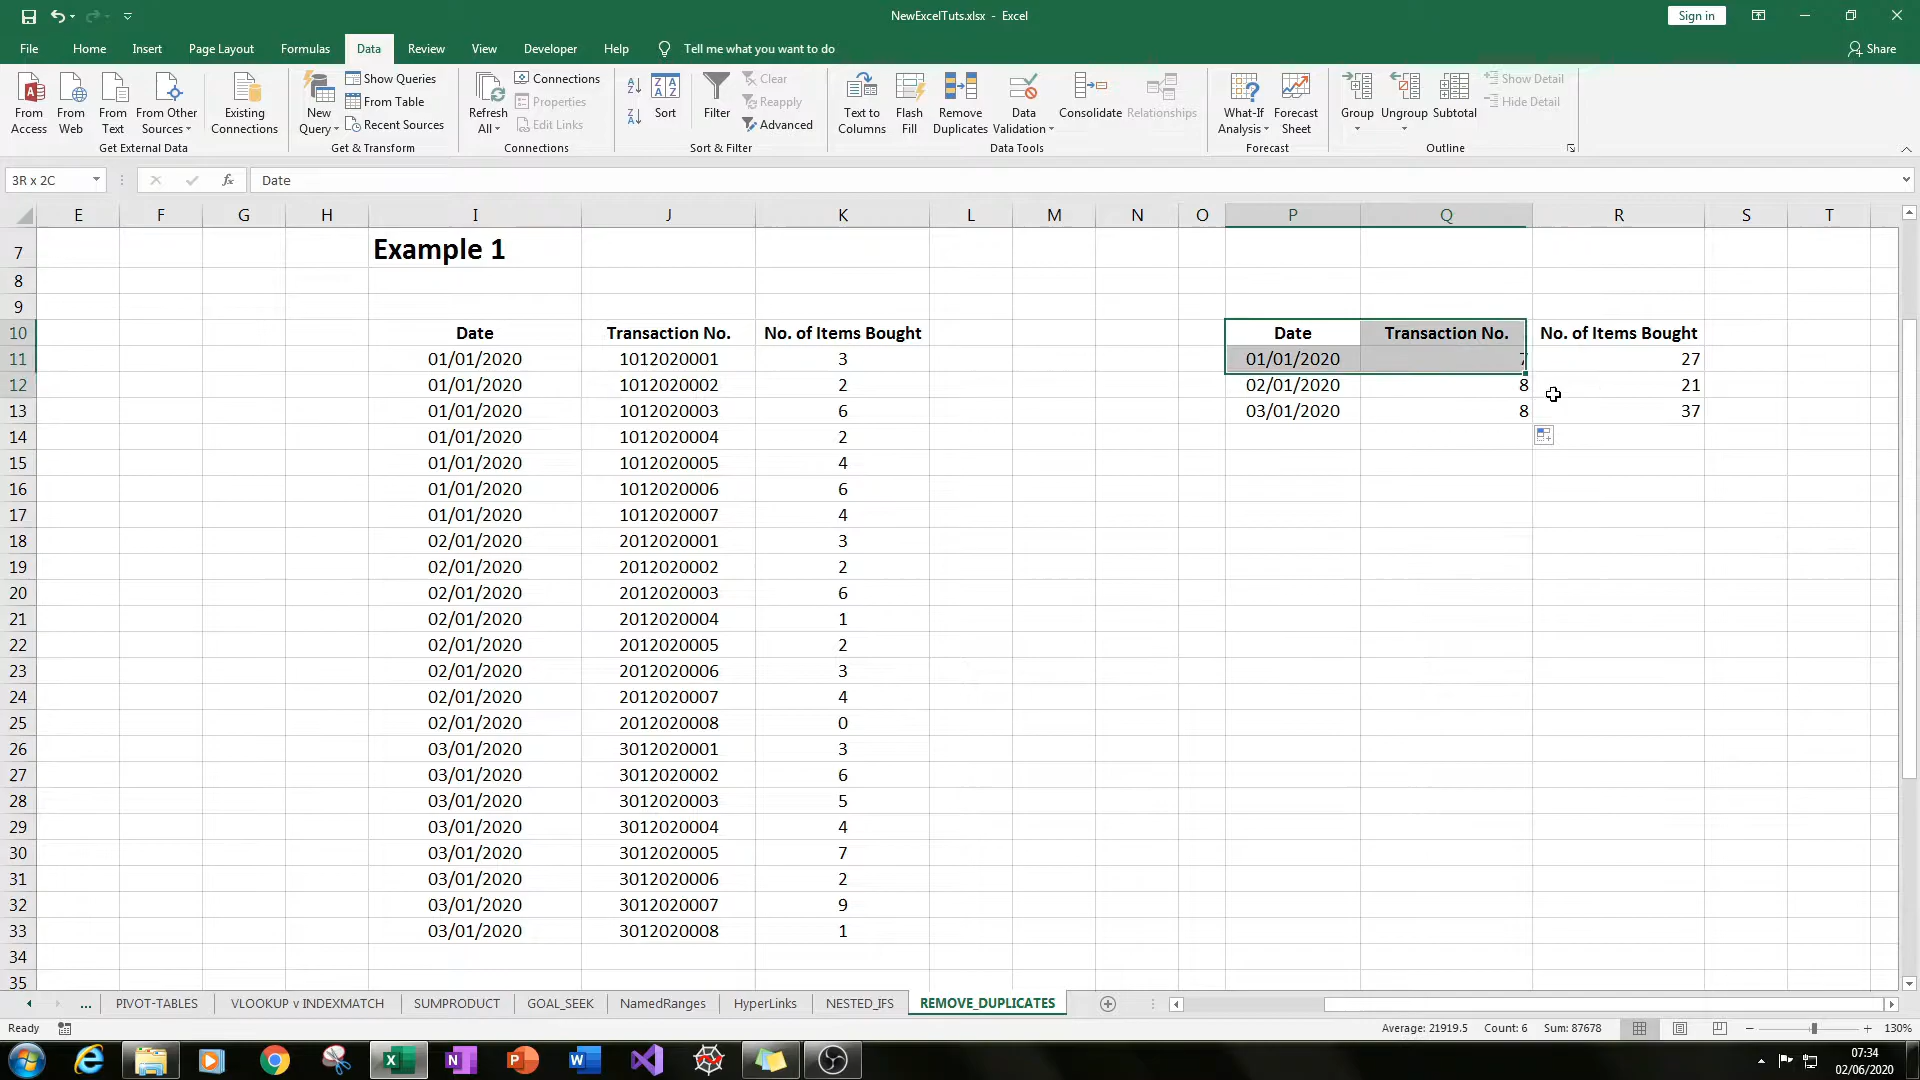 NewExcelTuts.xlsx - Excel
Sign in
File Home Insert Page Layout Formulas Data Review View Developer Help Tell me what you want to do Share
From Access
From Web
From Text
From Other Sources
Existing Connections
Get External Data
New Query
Show Queries
From Table
Recent Sources
Get & Transform
Refresh All
Connections
Properties
Edit Links
Connections
Sort
Filter
Clear
Reapply
Advanced
Sort & Filter
Text to Columns
Flash Fill
Remove Duplicates
Data Validation
Consolidate
Relationships
Data Tools
What-If Analysis
Forecast Sheet
Forecast
Group
Ungroup
Subtotal
Show Detail
Hide Detail
Outline
3R x 2C fx Date
E F G H I J K L M N O P Q R S T
7 Example 1
8
9
10 Date Transaction No. No. of Items Bought Date Transaction No. No. of Items Bought
11 01/01/2020 1012020001 3 01/01/2020 7 27
12 01/01/2020 1012020002 2 02/01/2020 8 21
13 01/01/2020 1012020003 6 03/01/2020 8 37
14 01/01/2020 1012020004 2
15 01/01/2020 1012020005 4
16 01/01/2020 1012020006 6
17 01/01/2020 1012020007 4
18 02/01/2020 2012020001 3
19 02/01/2020 2012020002 2
20 02/01/2020 2012020003 6
21 02/01/2020 2012020004 1
22 02/01/2020 2012020005 2
23 02/01/2020 2012020006 3
24 02/01/2020 2012020007 4
25 02/01/2020 2012020008 0
26 03/01/2020 3012020001 3
27 03/01/2020 3012020002 6
28 03/01/2020 3012020003 5
29 03/01/2020 3012020004 4
30 03/01/2020 3012020005 7
31 03/01/2020 3012020006 2
32 03/01/2020 3012020007 9
33 03/01/2020 3012020008 1
34
35
... PIVOT-TABLES VLOOKUP v INDEXMATCH SUMPRODUCT GOAL_SEEK NamedRanges HyperLinks NESTED_IFS REMOVE_DUPLICATES
Ready Average: 21919.5 Count: 6 Sum: 87678 130%
07:34
02/06/2020